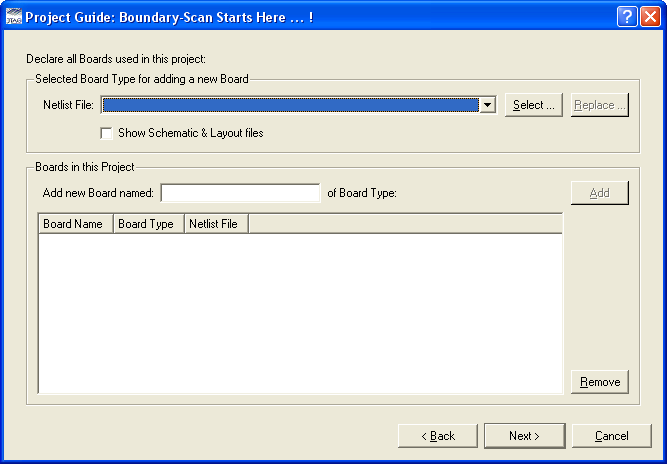 JTAG
Project Guide: Boundary-Scan Starts Here ... !
Declare all Boards used in this project:
Selected Board Type for adding a new Board
Netlist File:
Select ...
Replace ...
Show Schematic & Layout files
Boards in this Project
Add new Board named:
of Board Type:
Add
Board Name
Board Type
Netlist File
Remove
< Back
Next >
Cancel